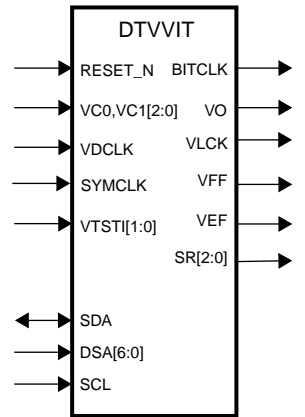 DTVVIT
RESET_N BITCLK
VC0,VC1[2:0] VO
VDCLK VLCK
SYMCLK VFF
VTSTI[1:0] VEF
SR[2:0]
SDA
DSA[6:0]
SCL